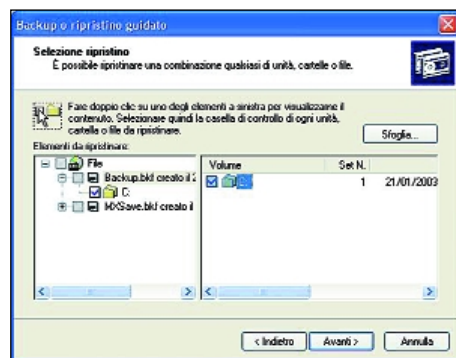 Backup o ripristino guidato
Selezione ripristino
È possibile ripristinare una combinazione qualsiasi di unità, cartelle o file.
Fare doppio clic su uno degli elementi a sinistra per visualizzarne il
contenuto. Selezionare quindi la casella di controllo di ogni unità,
cartella o file da ripristinare.
Sfoglia...
Elementi da ripristinare:
File
Backup.bkf creato il 2
C:
MXSave.bkf creato il
Volume
Set N.
1
21/01/2003
< Indietro
Avanti >
Annulla